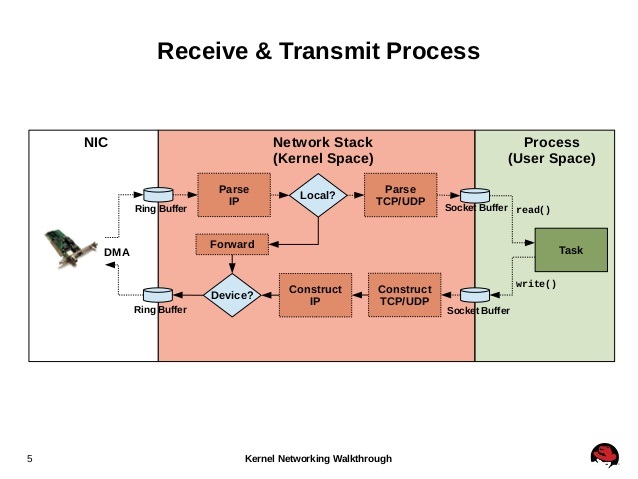 Receive & Transmit Process
NIC
Network Stack
(Kernel Space)
Process
(User Space)
Parse
IP
Local?
Parse
TCP/UDP
Ring Buffer
Socket Buffer
read()
DMA
Forward
Task
Device?
Construct
IP
Construct
TCP/UDP
write()
Ring Buffer
Socket Buffer
5
Kernel Networking Walkthrough